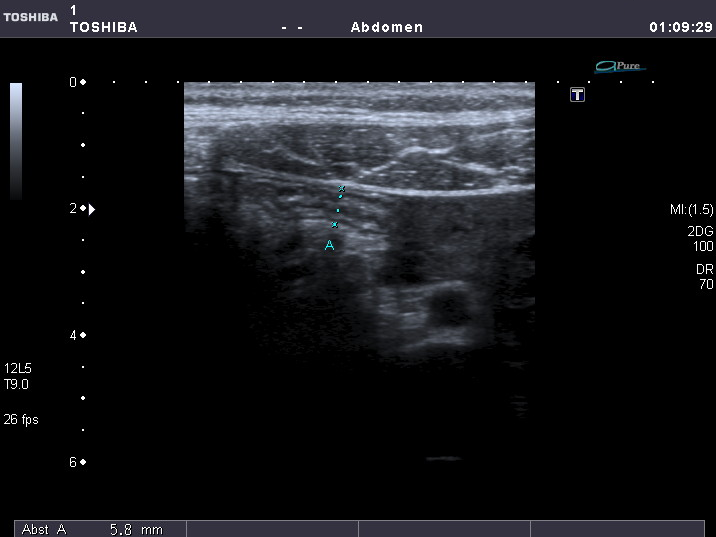 TOSHIBA
1
TOSHIBA - - Abdomen 01:09:29
APure
T
0
2
4
6
A
MI:(1.5)
2DG
100
DR
70
12L5
T9.0
26 fps
Abst A 5.8 mm